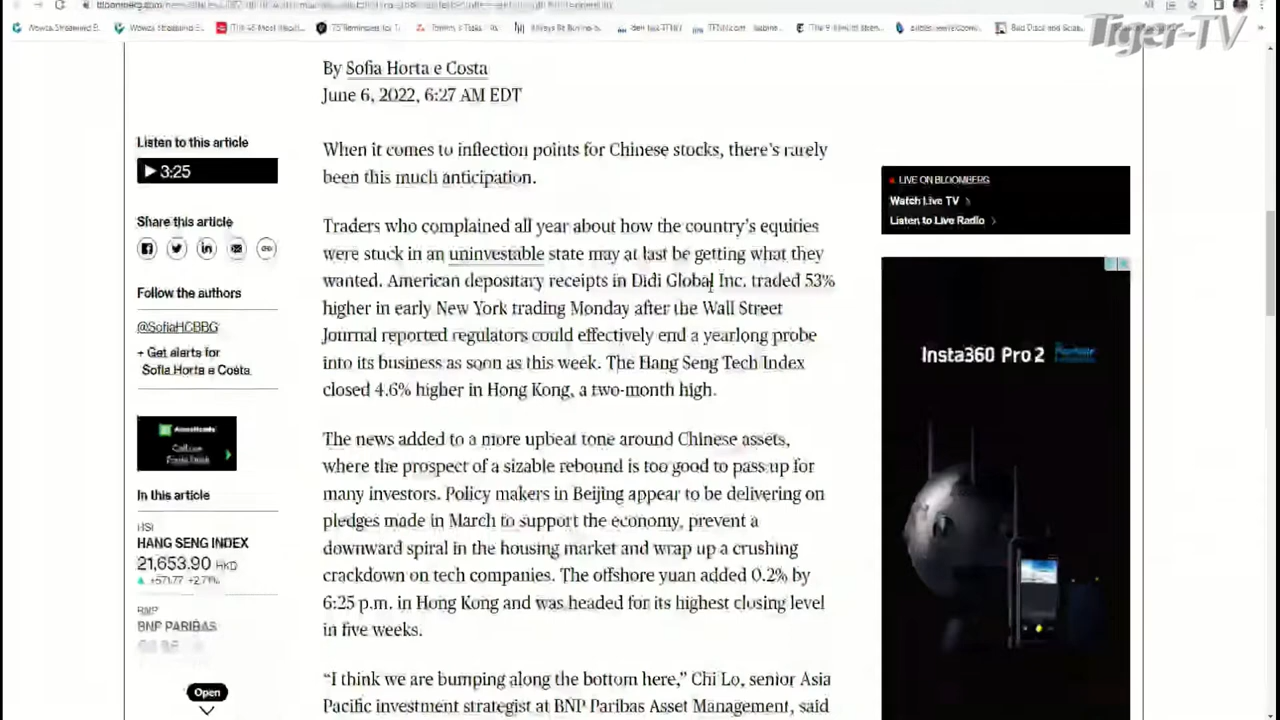 Tiger-TV
By Sofia Horta e Costa
June 6, 2022, 6:27 AM EDT
Listen to this article
3:25
Share this article
Follow the authors
@SofiaHCBBG
+ Get alerts for
Sofia Horta e Costa
In this article
HSI
HANG SENG INDEX
21,653.90 HKD
+571.77 +2.71%
BNP
BNP PARIBAS
Open
When it comes to inflection points for Chinese stocks, there's rarely
been this much anticipation.
Traders who complained all year about how the country's equities
were stuck in an uninvestable state may at last be getting what they
wanted. American depositary receipts in Didi Global Inc. traded 53%
higher in early New York trading Monday after the Wall Street
Journal reported regulators could effectively end a yearlong probe
into its business as soon as this week. The Hang Seng Tech Index
closed 4.6% higher in Hong Kong, a two-month high.
The news added to a more upbeat tone around Chinese assets,
where the prospect of a sizable rebound is too good to pass up for
many investors. Policy makers in Beijing appear to be delivering on
pledges made in March to support the economy, prevent a
downward spiral in the housing market and wrap up a crushing
crackdown on tech companies. The offshore yuan added 0.2% by
6:25 p.m. in Hong Kong and was headed for its highest closing level
in five weeks.
“I think we are bumping along the bottom here,” Chi Lo, senior Asia
Pacific investment strategist at BNP Paribas Asset Management, said
LIVE ON BLOOMBERG
Watch Live TV
Listen to Live Radio
Insta360 Pro 2